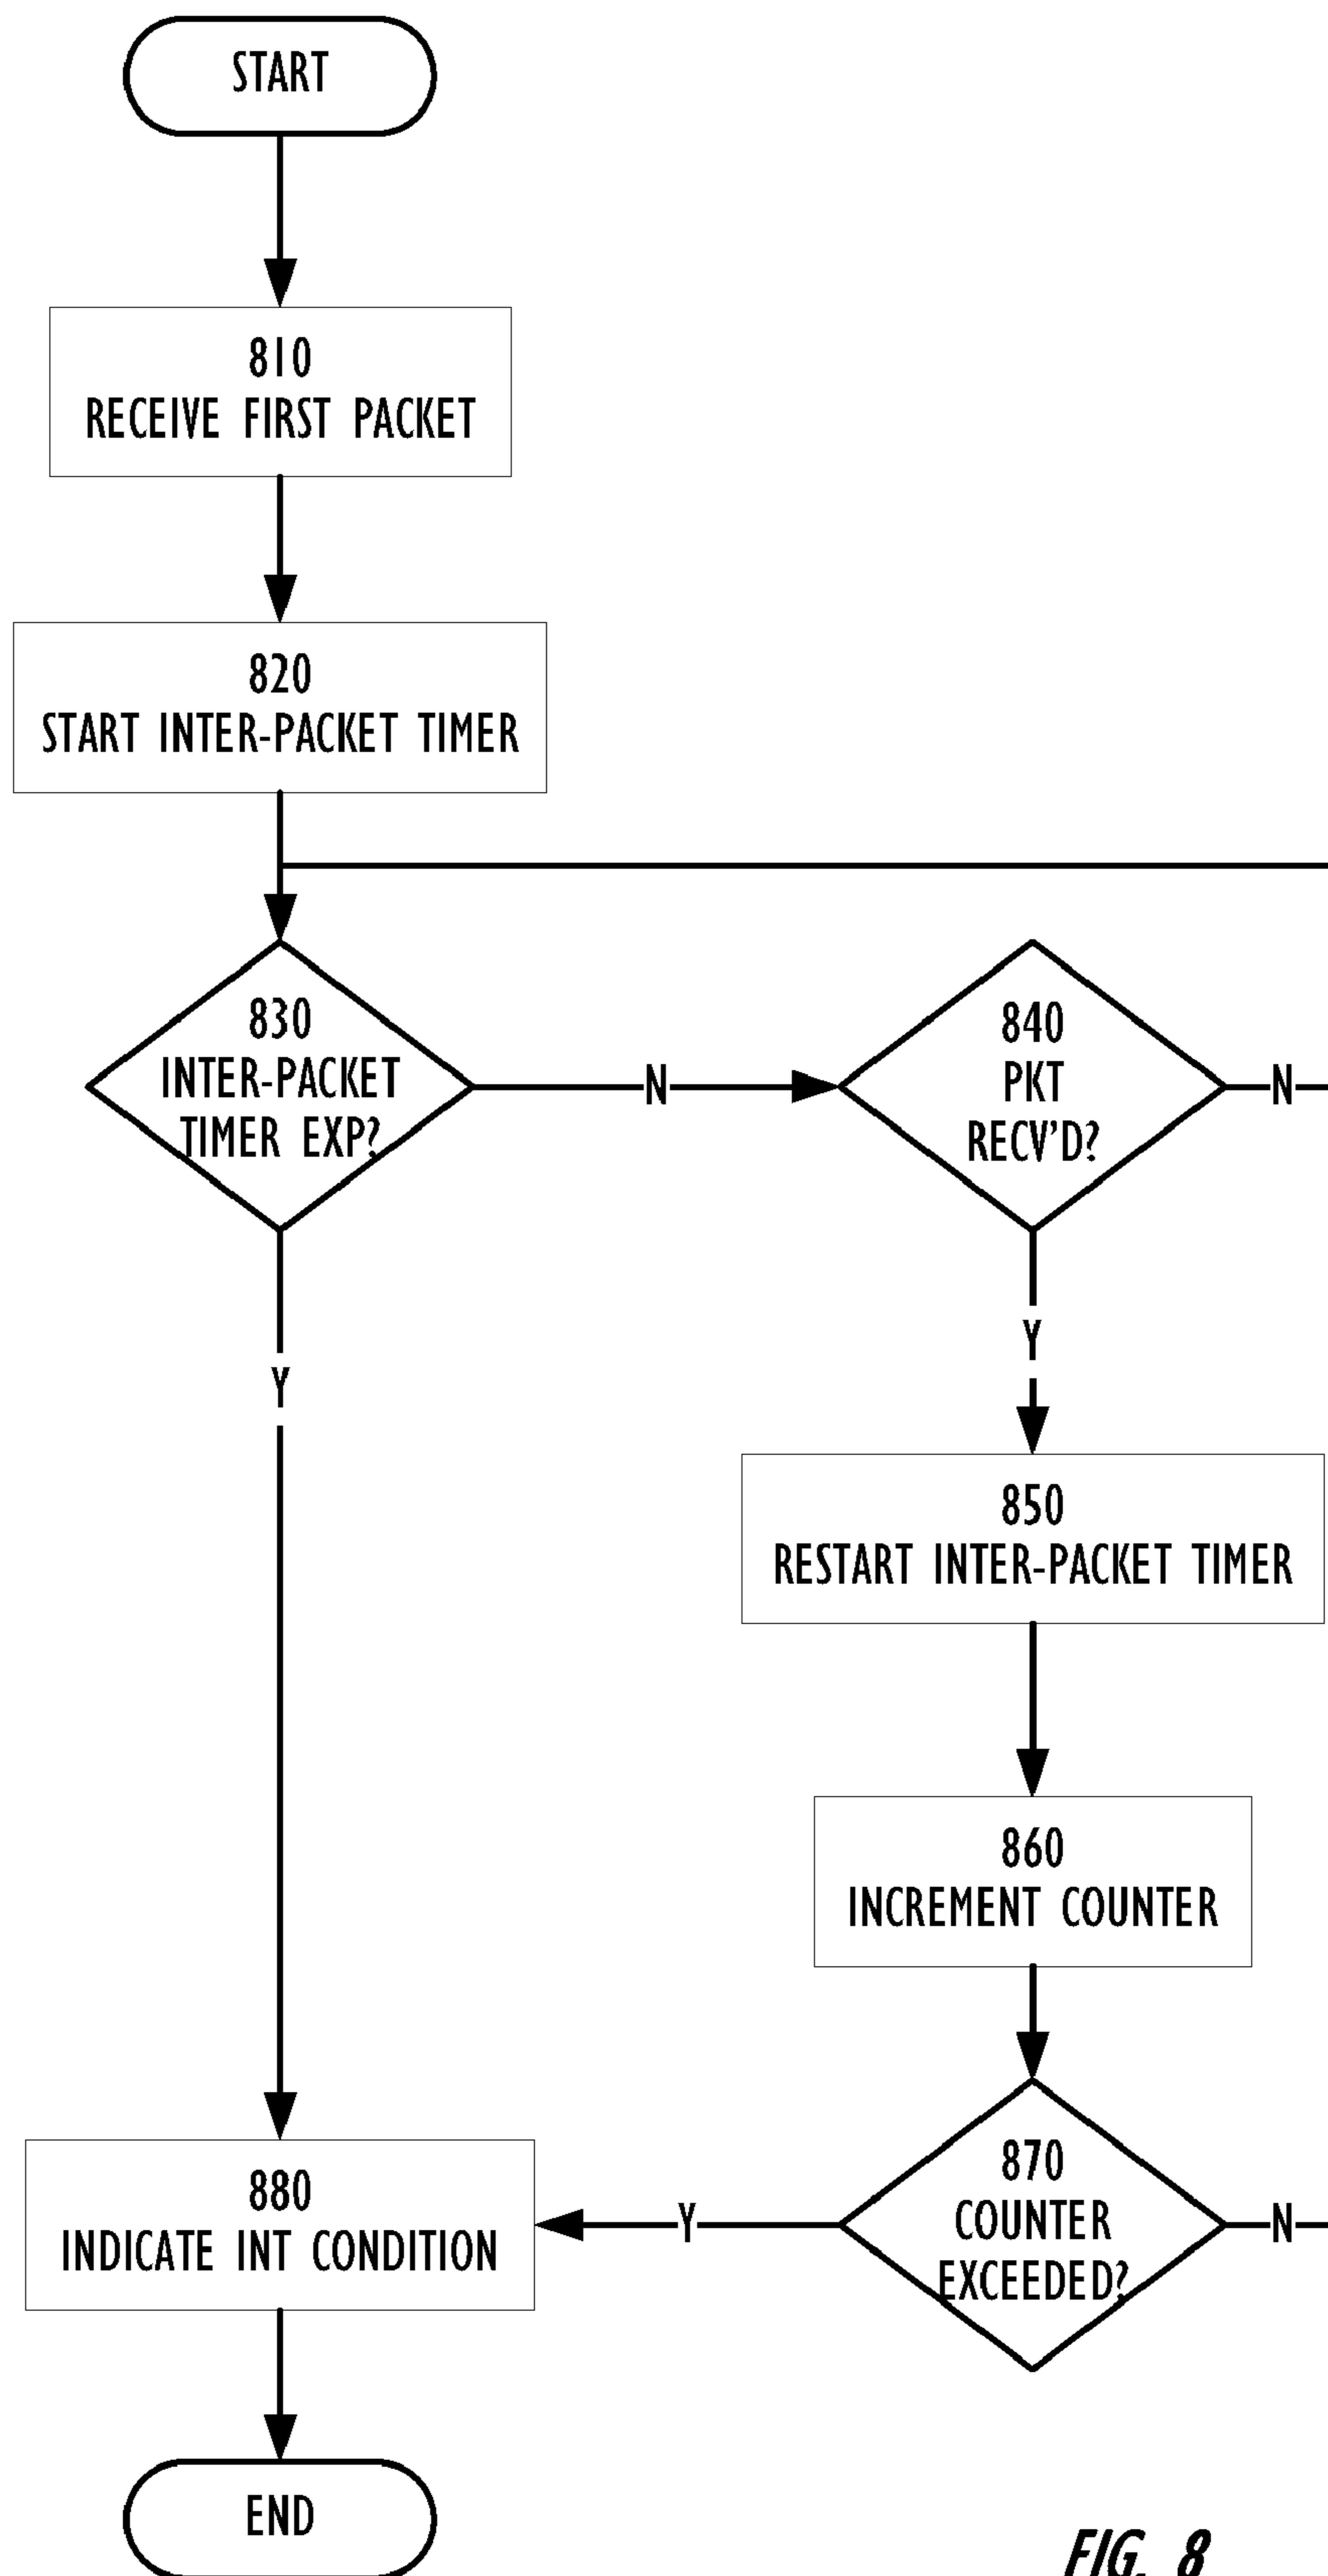 START
810
RECEIVE FIRST PACKET
820
START INTER-PACKET TIMER
830
INTER-PACKET
TIMER EXP?
N
840
PKT
RECV'D?
N
Y
Y
850
RESTART INTER-PACKET TIMER
860
INCREMENT COUNTER
870
COUNTER
EXCEEDED?
N
Y
880
INDICATE INT CONDITION
END
FIG. 8